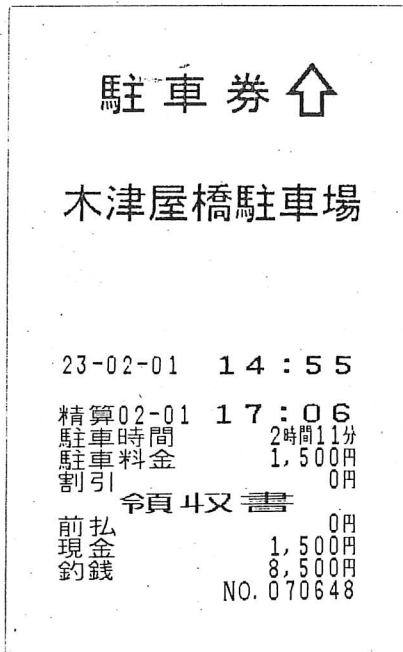 駐車券⇧
木津屋橋駐車場
23-02-01 14:55
精算02-01 17:06
駐車時間 2時間11分
駐車料金 1,500円
割引 0円
領収書
前払 0円
現金 1,500円
釣銭 8,500円
NO.070648